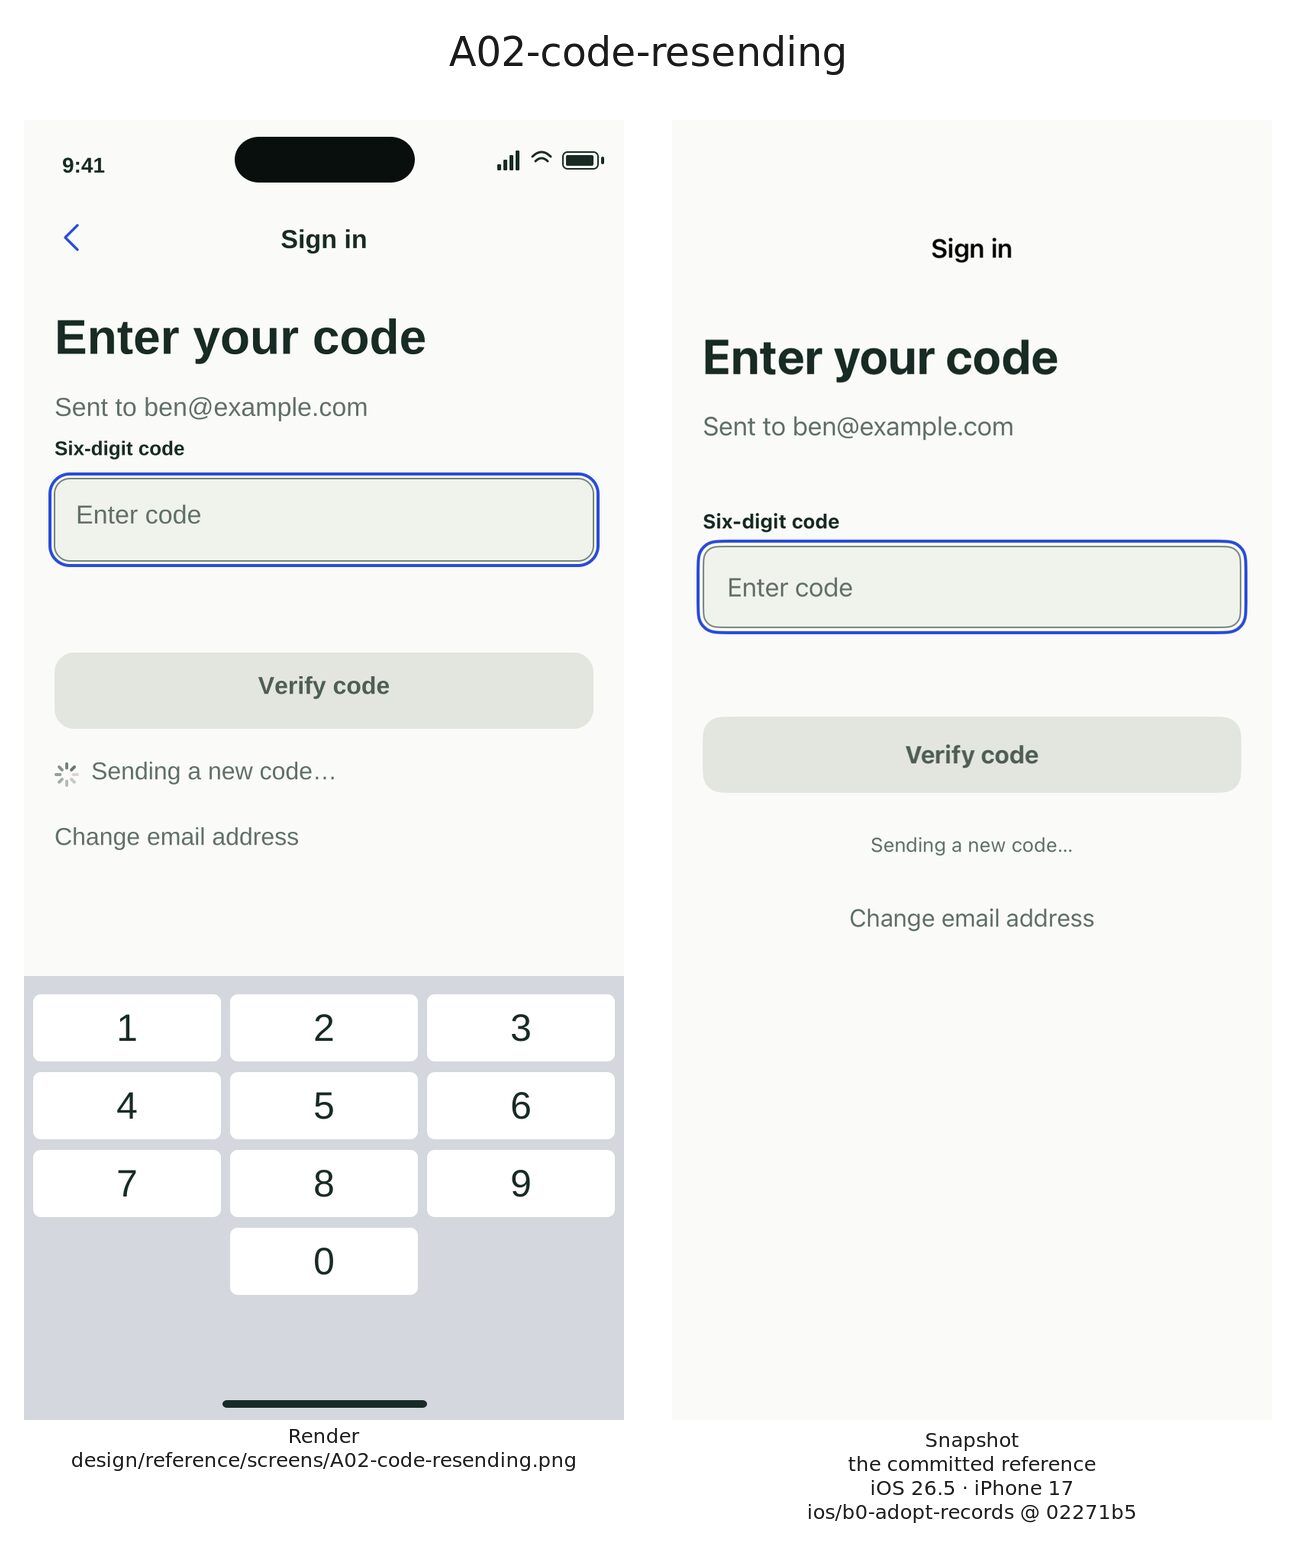 A02-code-resending
9:41
Sign in
Enter your code
Sent to ben@example.com
Six-digit code
Enter code
Verify code
Sending a new code…
Change email address
1
2
3
4
5
6
7
8
9
0
Render
design/reference/screens/A02-code-resending.png
Sign in
Enter your code
Sent to ben@example.com
Six-digit code
Enter code
Verify code
Sending a new code…
Change email address
Snapshot
the committed reference
iOS 26.5 · iPhone 17
ios/b0-adopt-records @ 02271b5